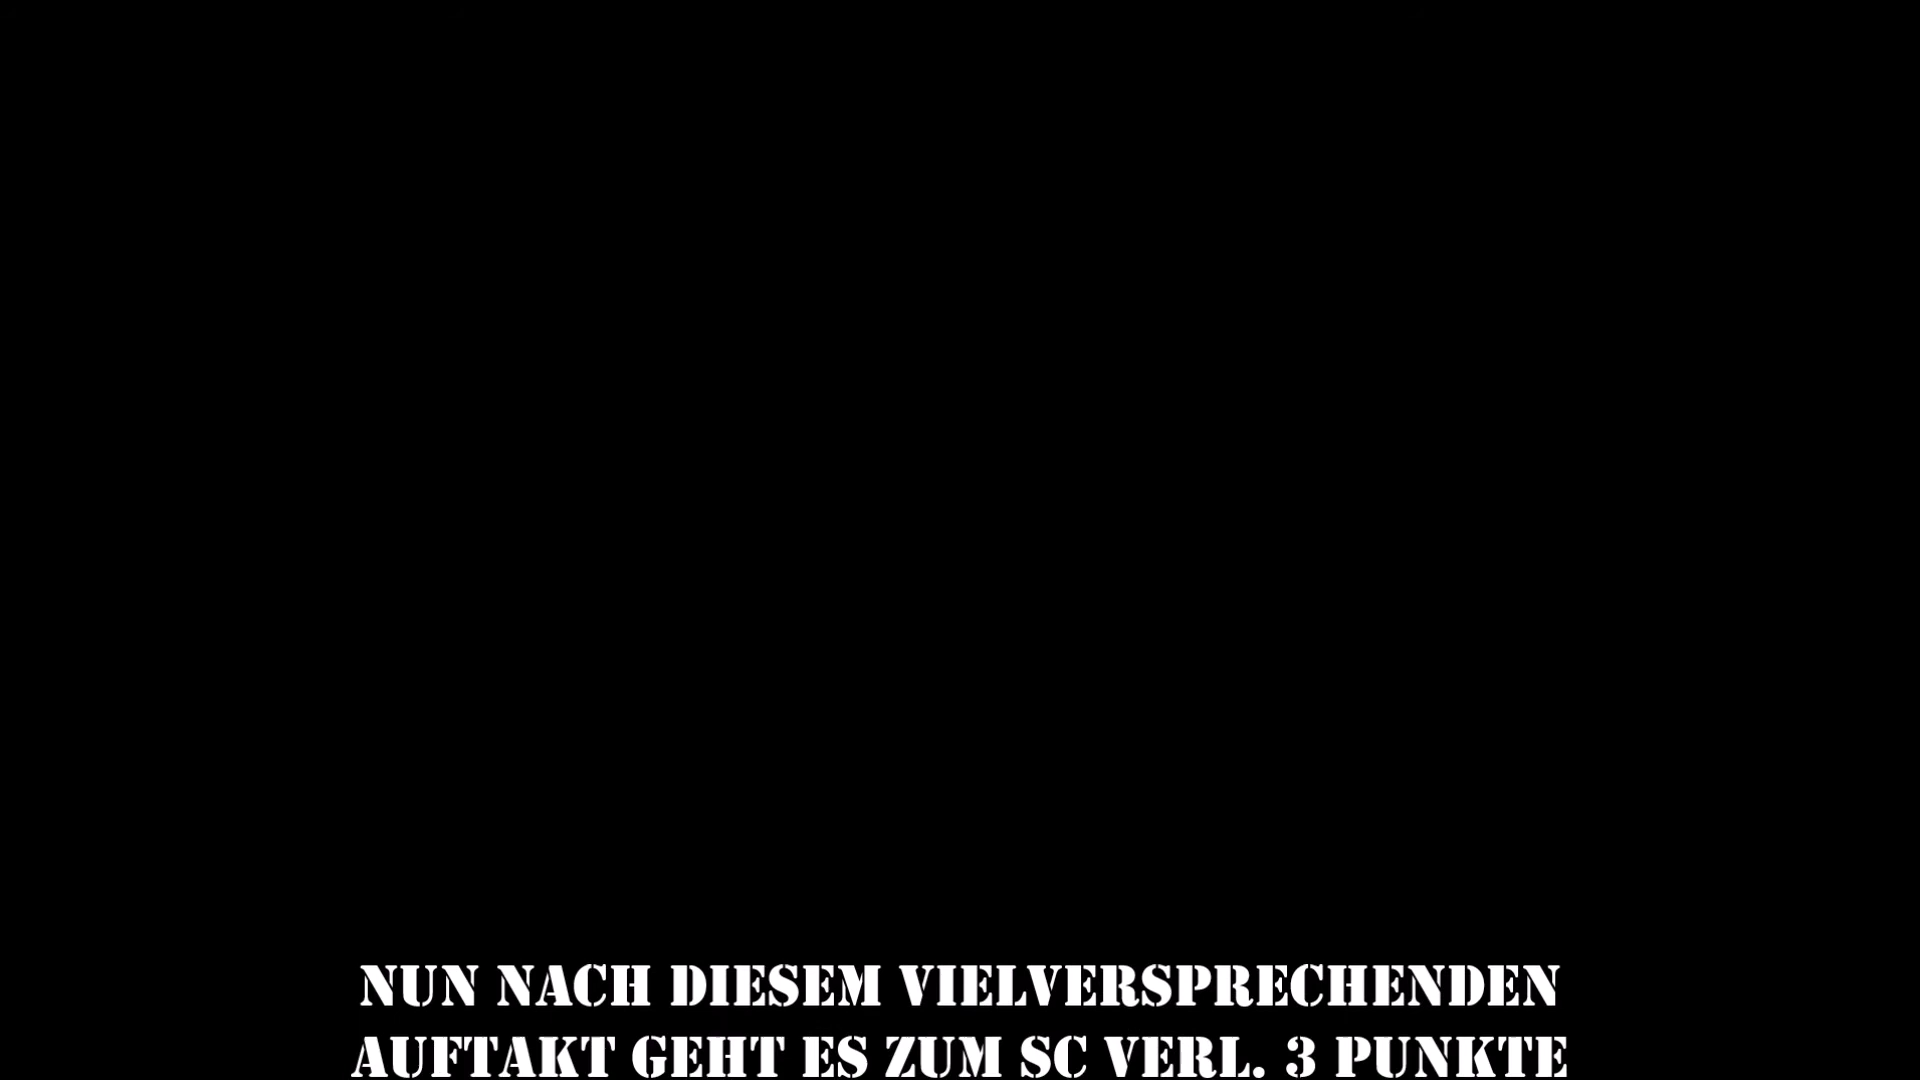 NUN NACH DIESEM VIELVERSPRECHENDEN
AUFTAKT GEHT ES ZUM SC VERL. 3 PUNKTE